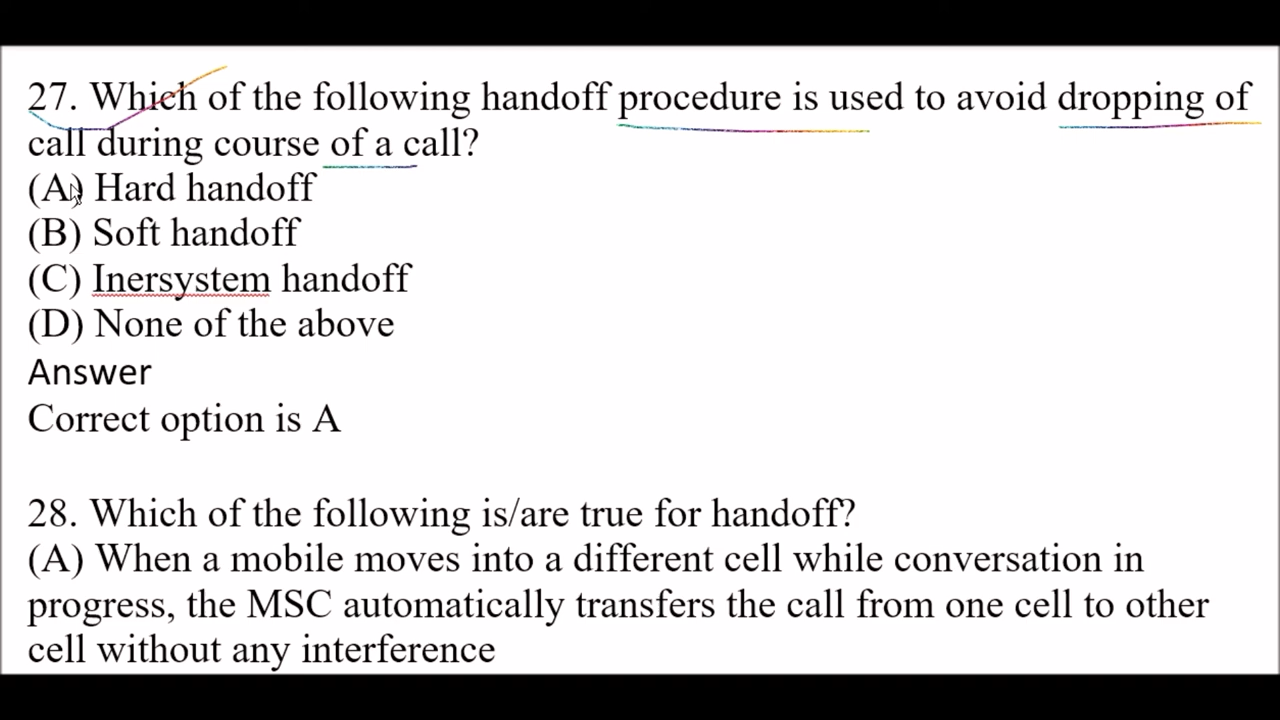 27. Which of the following handoff procedure is used to avoid dropping of
call during course of a call?
(A) Hard handoff
(B) Soft handoff
(C) Inersystem handoff
(D) None of the above
Answer
Correct option is A
28. Which of the following is/are true for handoff?
(A) When a mobile moves into a different cell while conversation in
progress, the MSC automatically transfers the call from one cell to other
cell without any interference